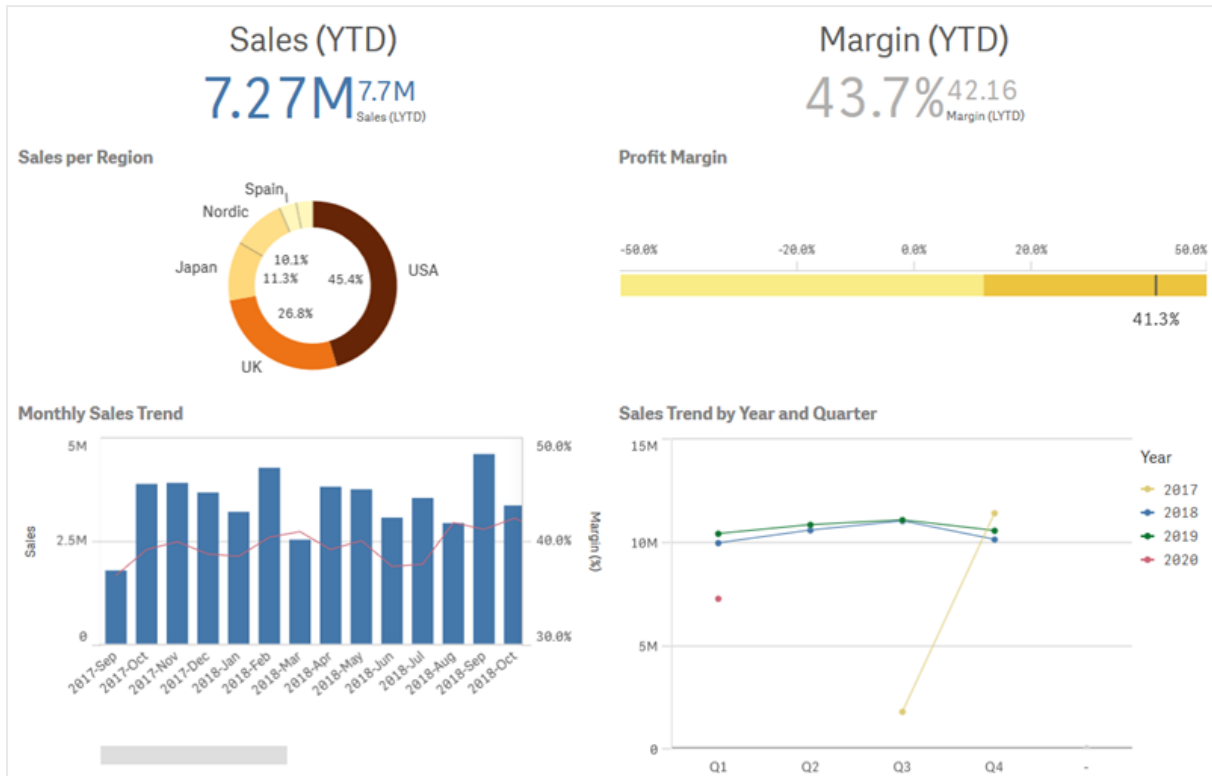 Sales (YTD)
7.27M 7.7M
Sales (LYTD)
Margin (YTD)
43.7% 42.16
Margin (LYTD)
Sales per Region
Spain
Nordic
Japan
USA
UK
10.1%
11.3%
45.4%
26.8%
Profit Margin
-50.0% -20.0% 0.0% 20.0% 50.0%
41.3%
Monthly Sales Trend
5M
2.5M
0
Sales
50.0%
40.0%
30.0%
Margin (%)
2017-Sep
2017-Oct
2017-Nov
2017-Dec
2018-Jan
2018-Feb
2018-Mar
2018-Apr
2018-May
2018-Jun
2018-Jul
2018-Aug
2018-Sep
2018-Oct
Sales Trend by Year and Quarter
15M
10M
5M
0
Q1 Q2 Q3 Q4 -
Year
2017
2018
2019
2020